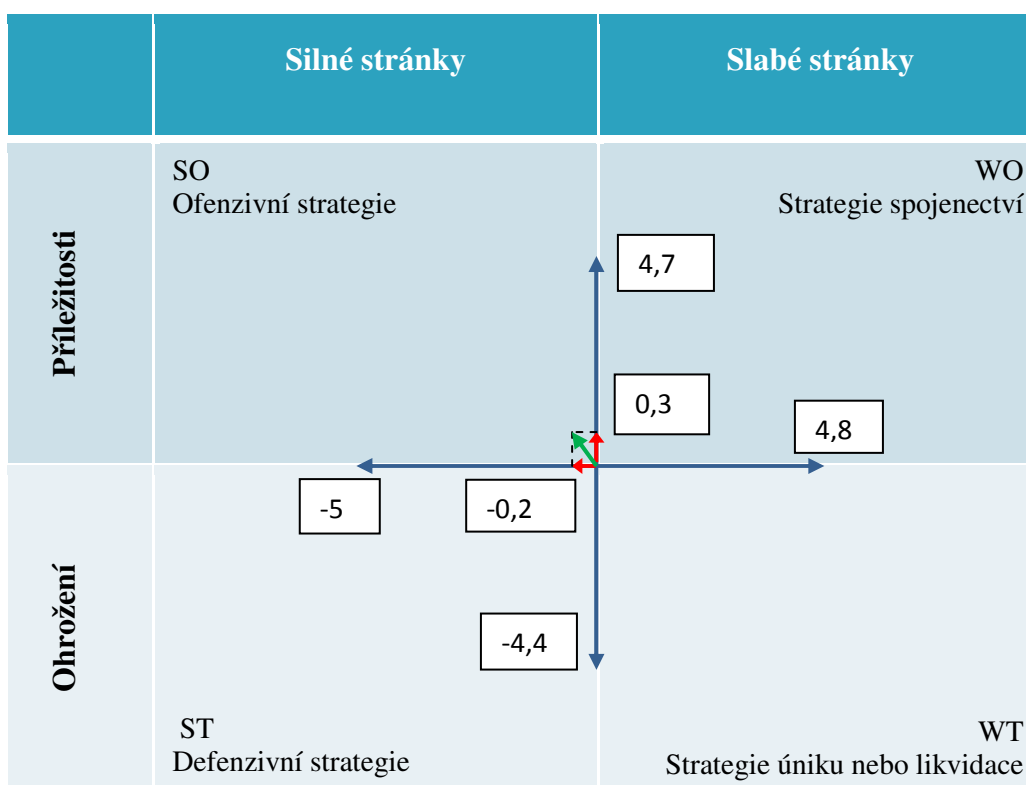 Silné stránky
Slabé stránky
Příležitosti
SO
Ofenzivní strategie
WO
Strategie spojenectví
4,7
0,3
4,8
-5
-0,2
Ohrožení
-4,4
ST
Defenzivní strategie
WT
Strategie úniku nebo likvidace